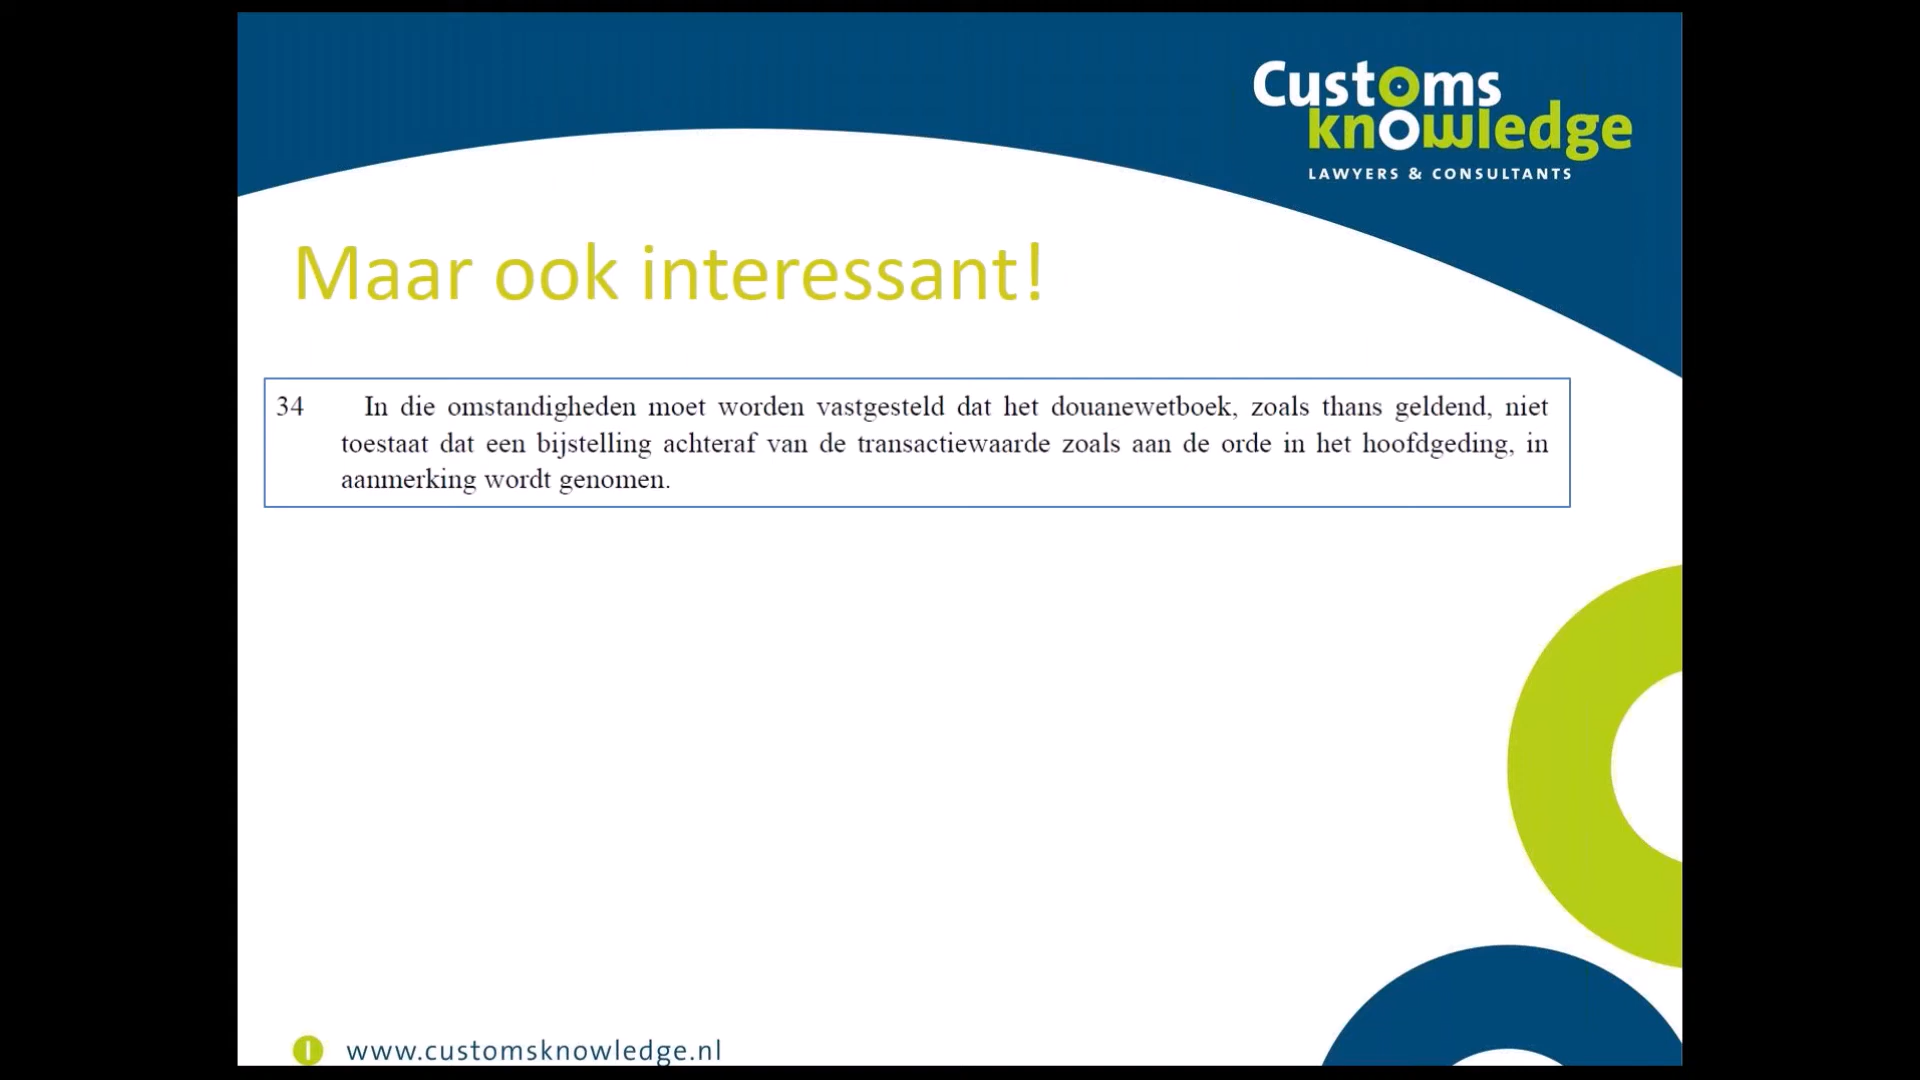 Customs
knowledge
LAWYERS & CONSULTANTS
Maar ook interessant!
34 In die omstandigheden moet worden vastgesteld dat het douanewetboek, zoals thans geldend, niet
toestaat dat een bijstelling achteraf van de transactiewaarde zoals aan de orde in het hoofdgeding, in
aanmerking wordt genomen.
www.customsknowledge.nl